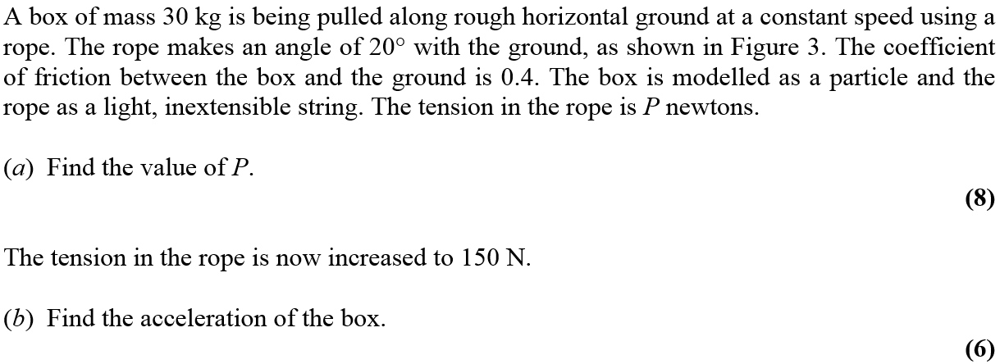 A box of mass 30 kg is being pulled along rough horizontal ground at a constant speed using a
rope. The rope makes an angle of 20° with the ground, as shown in Figure 3. The coefficient
of friction between the box and the ground is 0.4. The box is modelled as a particle and the
rope as a light, inextensible string. The tension in the rope is P newtons.
(a) Find the value of P.
(8)
The tension in the rope is now increased to 150 N.
(b) Find the acceleration of the box.
(6)